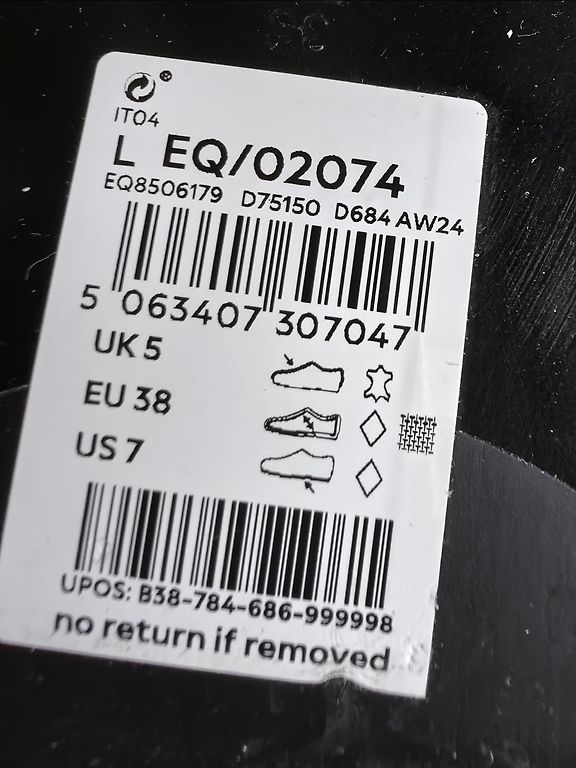 IT04
L EQ/02074
EQ8506179 D75150 D684 AW24
5 063407 307047
UK 5
EU 38
US 7
UPOS: B38-784-686-999998
no return if removed